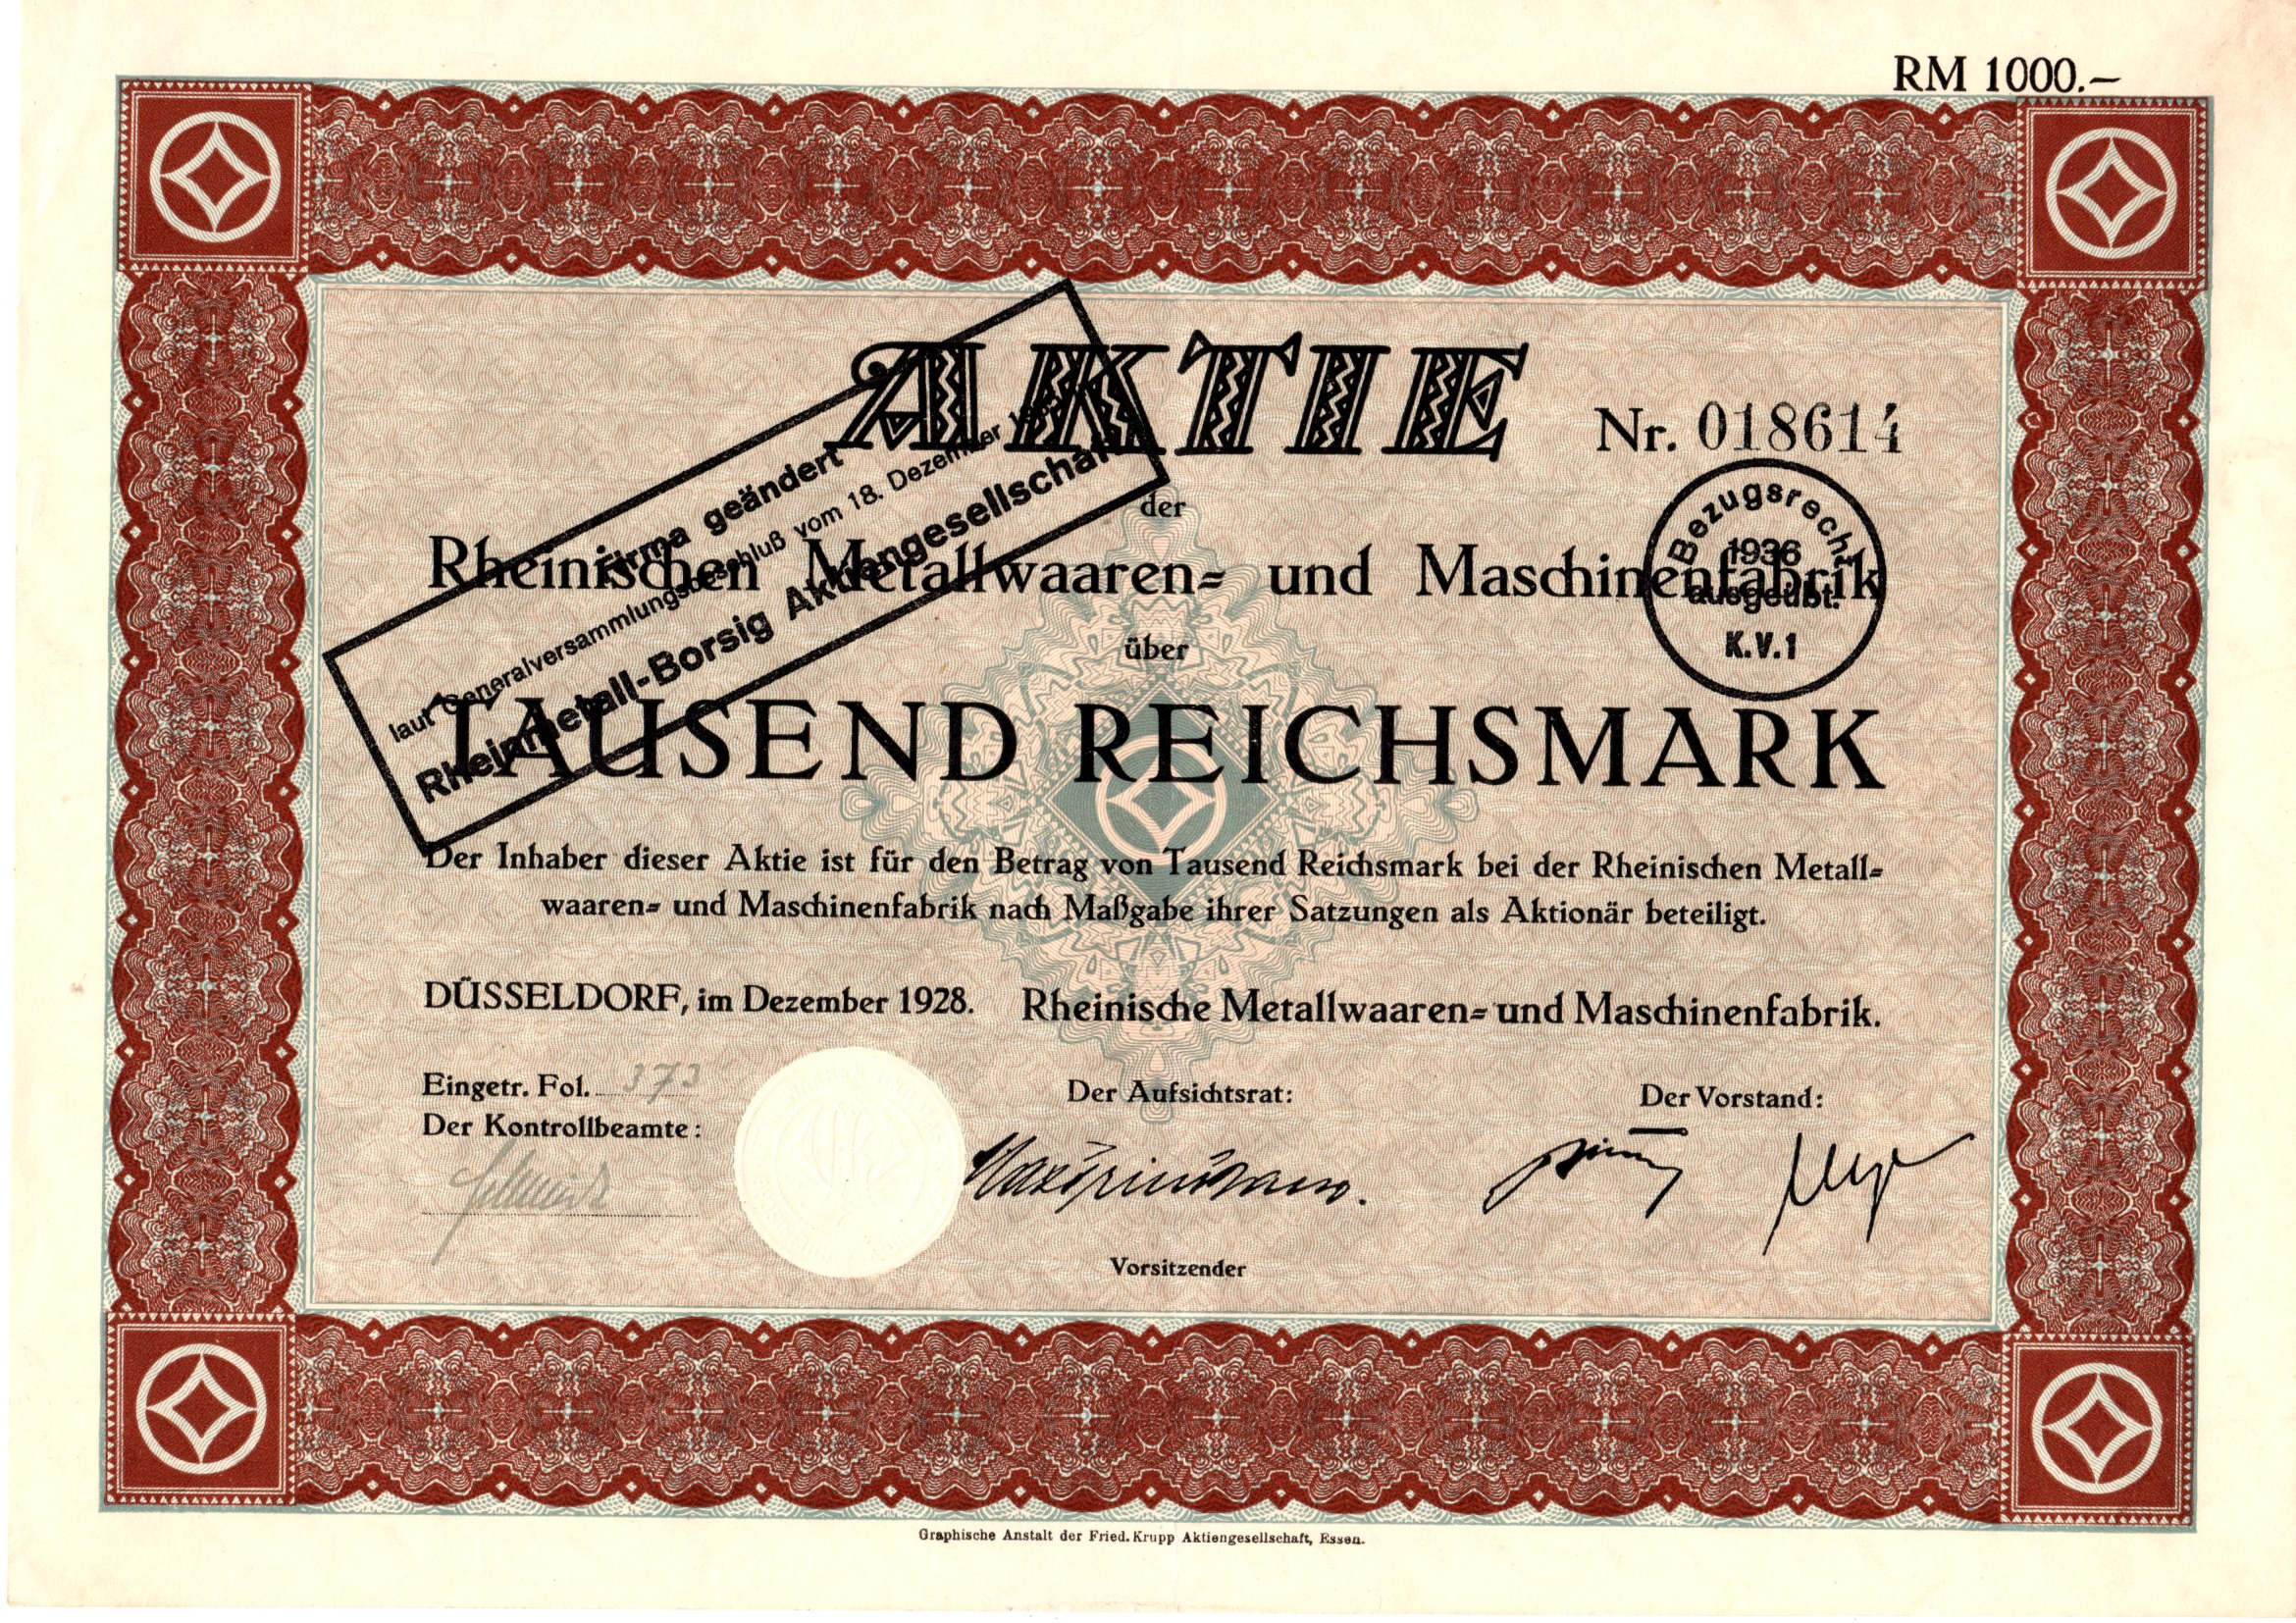 RM 1000.—
AKTIE
Nr. 018614
der
Rheinischen Metallwaaren= und Maschinenfabrik
über
TAUSEND REICHSMARK
Firma geändert
laut Generalversammlungsbeschluß vom 18. Dezember
Rheinmetall-Borsig Aktiengesellschaft
Bezugsrecht
1936
ausgeübt.
K.V.1
Der Inhaber dieser Aktie ist für den Betrag von Tausend Reichsmark bei der Rheinischen Metall=
waaren= und Maschinenfabrik nach Maßgabe ihrer Satzungen als Aktionär beteiligt.
DÜSSELDORF, im Dezember 1928. Rheinische Metallwaaren= und Maschinenfabrik.
Eingetr. Fol. 373
Der Kontrollbeamte:
Der Aufsichtsrat:
Der Vorstand:
Vorsitzender
Graphische Anstalt der Fried. Krupp Aktiengesellschaft, Essen.